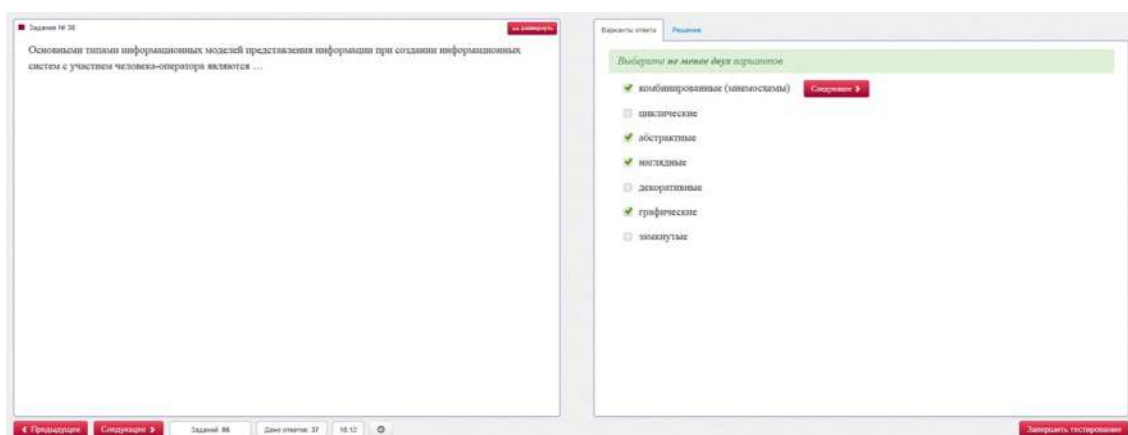 Задание № 36
развернуть
Основными типами информационных моделей представления информации при создании информационных
систем с участием человека-оператора являются …
Варианты ответа
Решение
Выберите не менее двух вариантов
комбинированные (мнемосхемы)
Следующее
циклические
абстрактные
наглядные
декоративные
графические
замкнутые
Предыдущее
Следующее
Заданий
Дано ответов: 37
Завершить тестирование